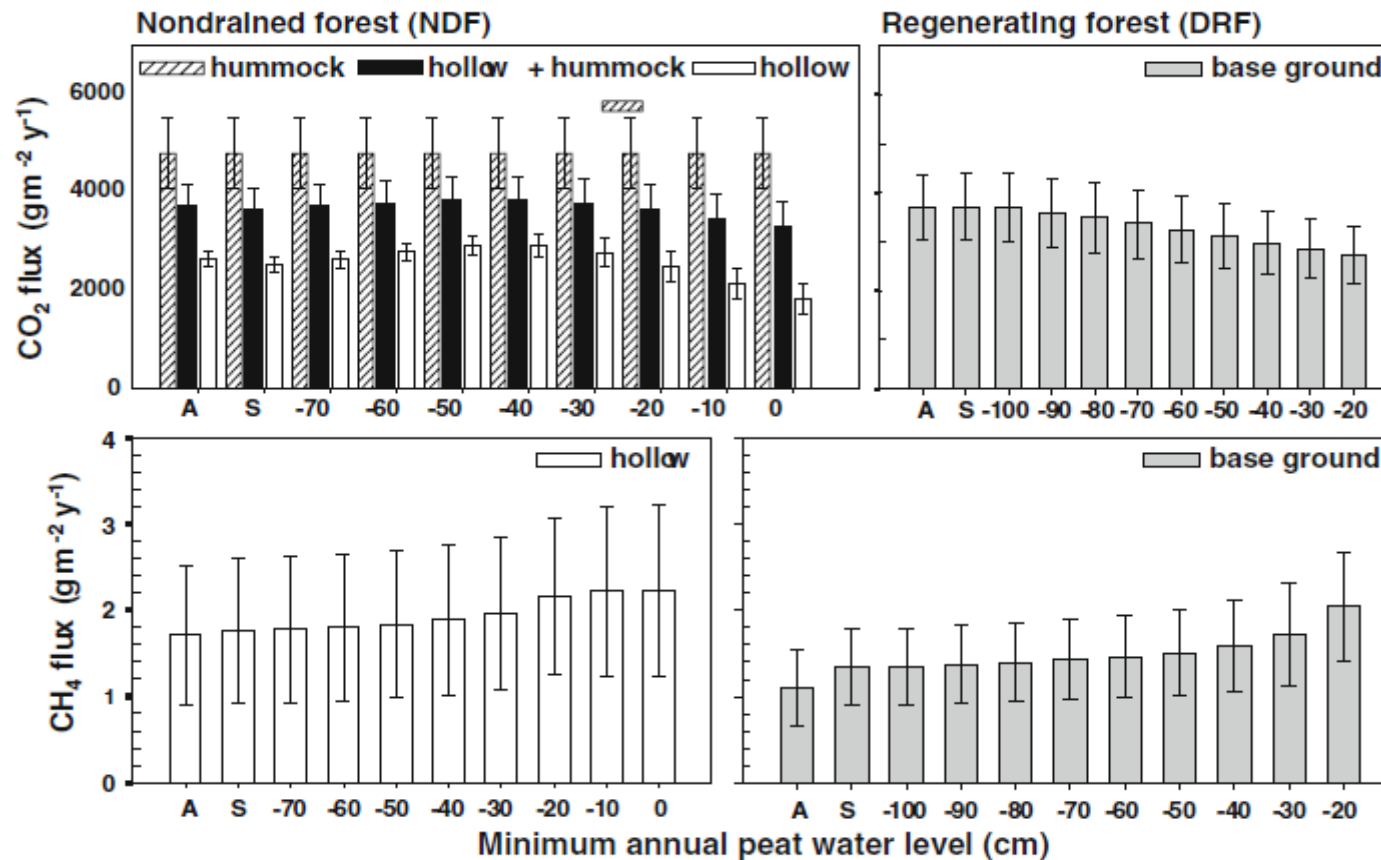 Nondrained forest (NDF)
Regenerating forest (DRF)
hummock hollow + hummock hollow
base ground
CO2 flux (gm-2 y-1)
6000
4000
2000
0
A S -70 -60 -50 -40 -30 -20 -10 0
A S -100 -90 -80 -70 -60 -50 -40 -30 -20
hollow
base ground
CH4 flux (gm-2 y-1)
4
3
2
1
0
A S -70 -60 -50 -40 -30 -20 -10 0
A S -100 -90 -80 -70 -60 -50 -40 -30 -20
Minimum annual peat water level (cm)